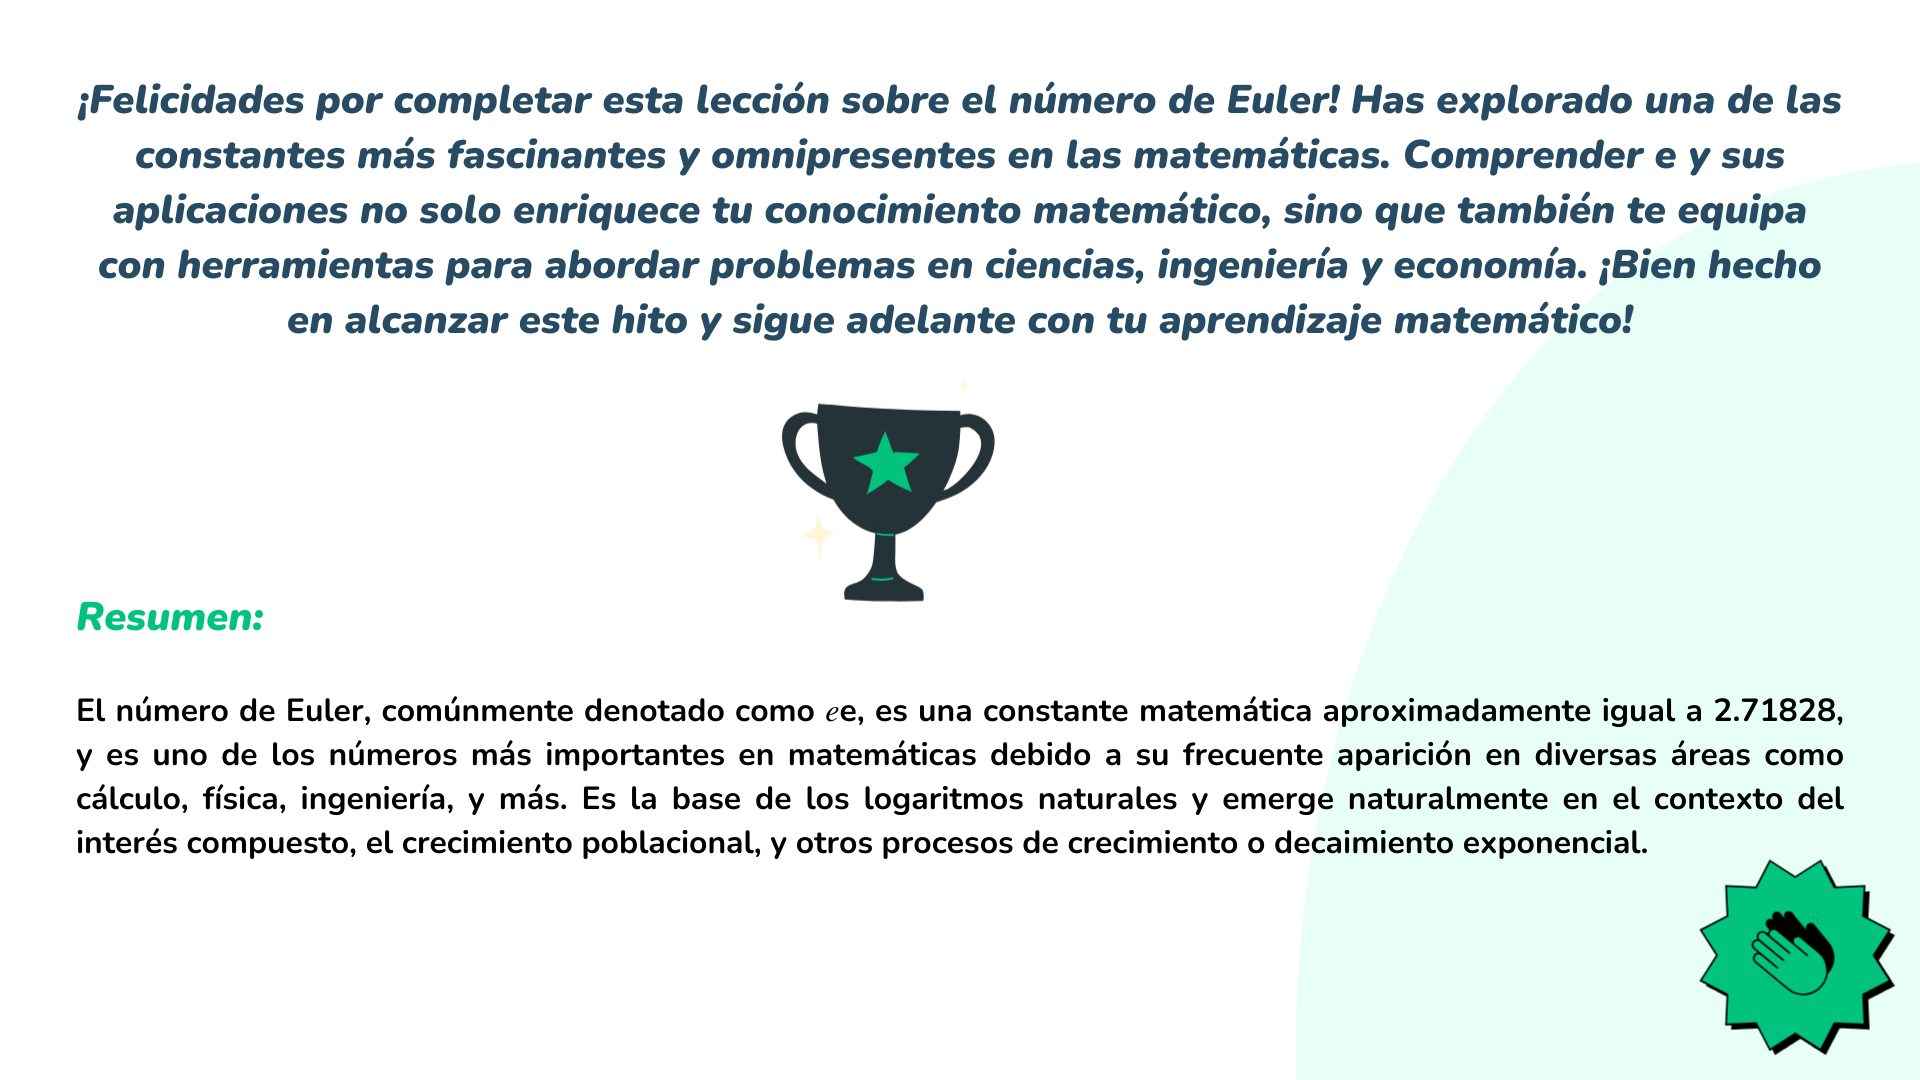 ¡Felicidades por completar esta lección sobre el número de Euler! Has explorado una de las
constantes más fascinantes y omnipresentes en las matemáticas. Comprender e y sus
aplicaciones no solo enriquece tu conocimiento matemático, sino que también te equipa
con herramientas para abordar problemas en ciencias, ingeniería y economía. ¡Bien hecho
en alcanzar este hito y sigue adelante con tu aprendizaje matemático!
Resumen:
El número de Euler, comúnmente denotado como 𝑒e, es una constante matemática aproximadamente igual a 2.71828,
y es uno de los números más importantes en matemáticas debido a su frecuente aparición en diversas áreas como
cálculo, física, ingeniería, y más. Es la base de los logaritmos naturales y emerge naturalmente en el contexto del
interés compuesto, el crecimiento poblacional, y otros procesos de crecimiento o decaimiento exponencial.